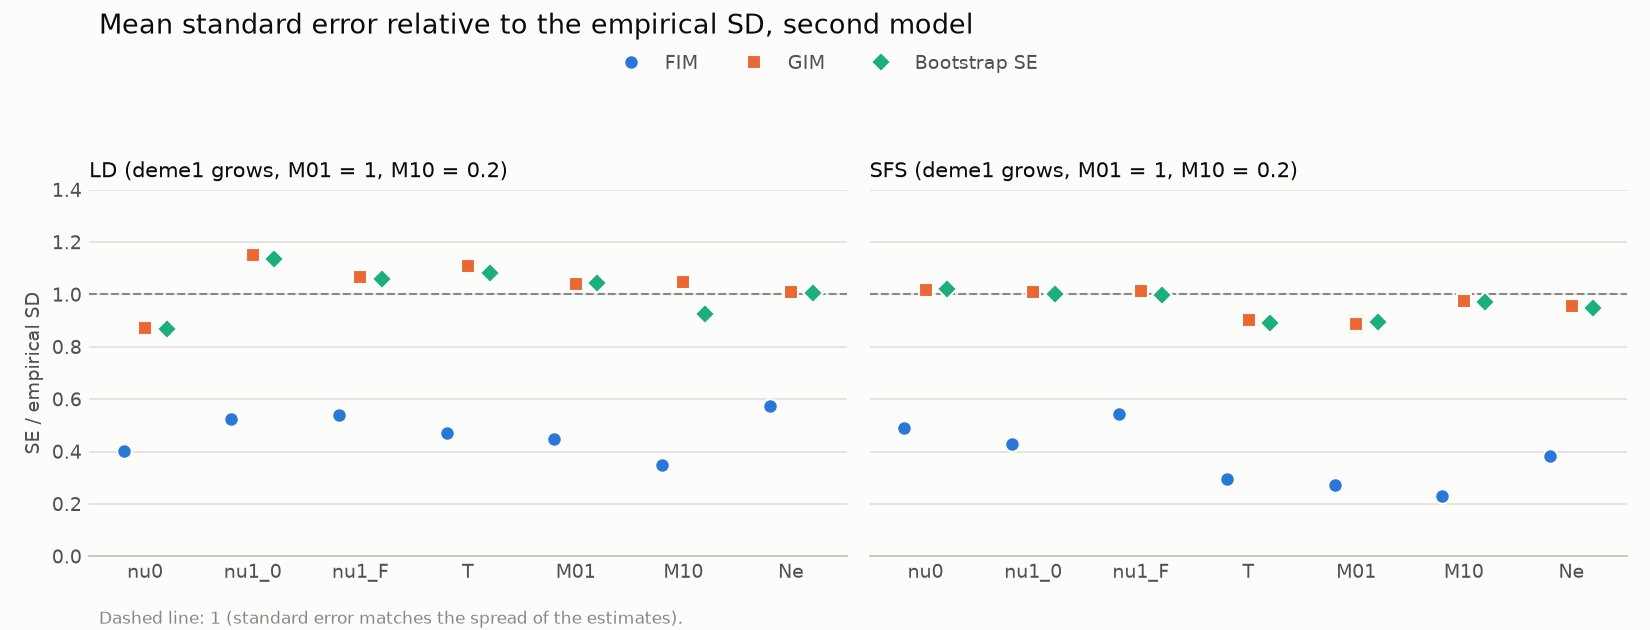 Mean standard error relative to the empirical SD, second model
FIM GIM Bootstrap SE
LD (deme1 grows, M01 = 1, M10 = 0.2) SFS (deme1 grows, M01 = 1, M10 = 0.2)
SE / empirical SD
1.4
1.2
1.0
0.8
0.6
0.4
0.2
0.0
nu0 nu1_0 nu1_F T M01 M10 Ne nu0 nu1_0 nu1_F T M01 M10 Ne
Dashed line: 1 (standard error matches the spread of the estimates).